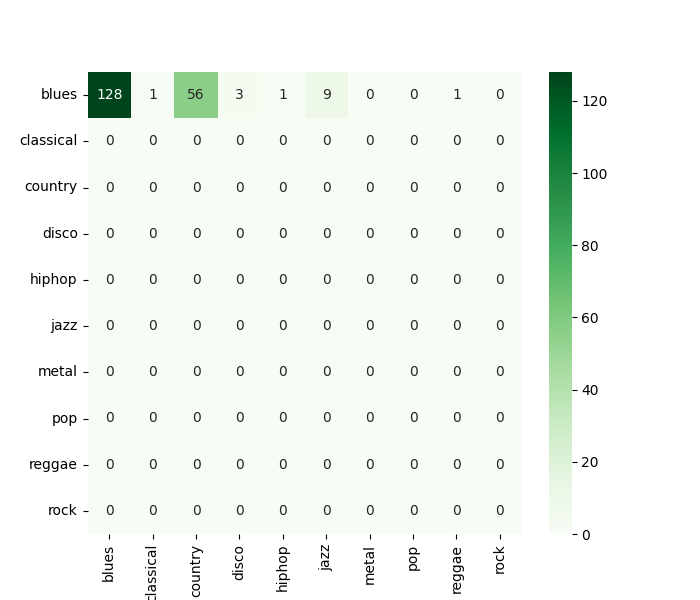 blues 128 1 56 3 1 9 0 0 1 0
classical 0 0 0 0 0 0 0 0 0 0
country 0 0 0 0 0 0 0 0 0 0
disco 0 0 0 0 0 0 0 0 0 0
hiphop 0 0 0 0 0 0 0 0 0 0
jazz 0 0 0 0 0 0 0 0 0 0
metal 0 0 0 0 0 0 0 0 0 0
pop 0 0 0 0 0 0 0 0 0 0
reggae 0 0 0 0 0 0 0 0 0 0
rock 0 0 0 0 0 0 0 0 0 0
blues
classical
country
disco
hiphop
jazz
metal
pop
reggae
rock
120
100
80
60
40
20
0